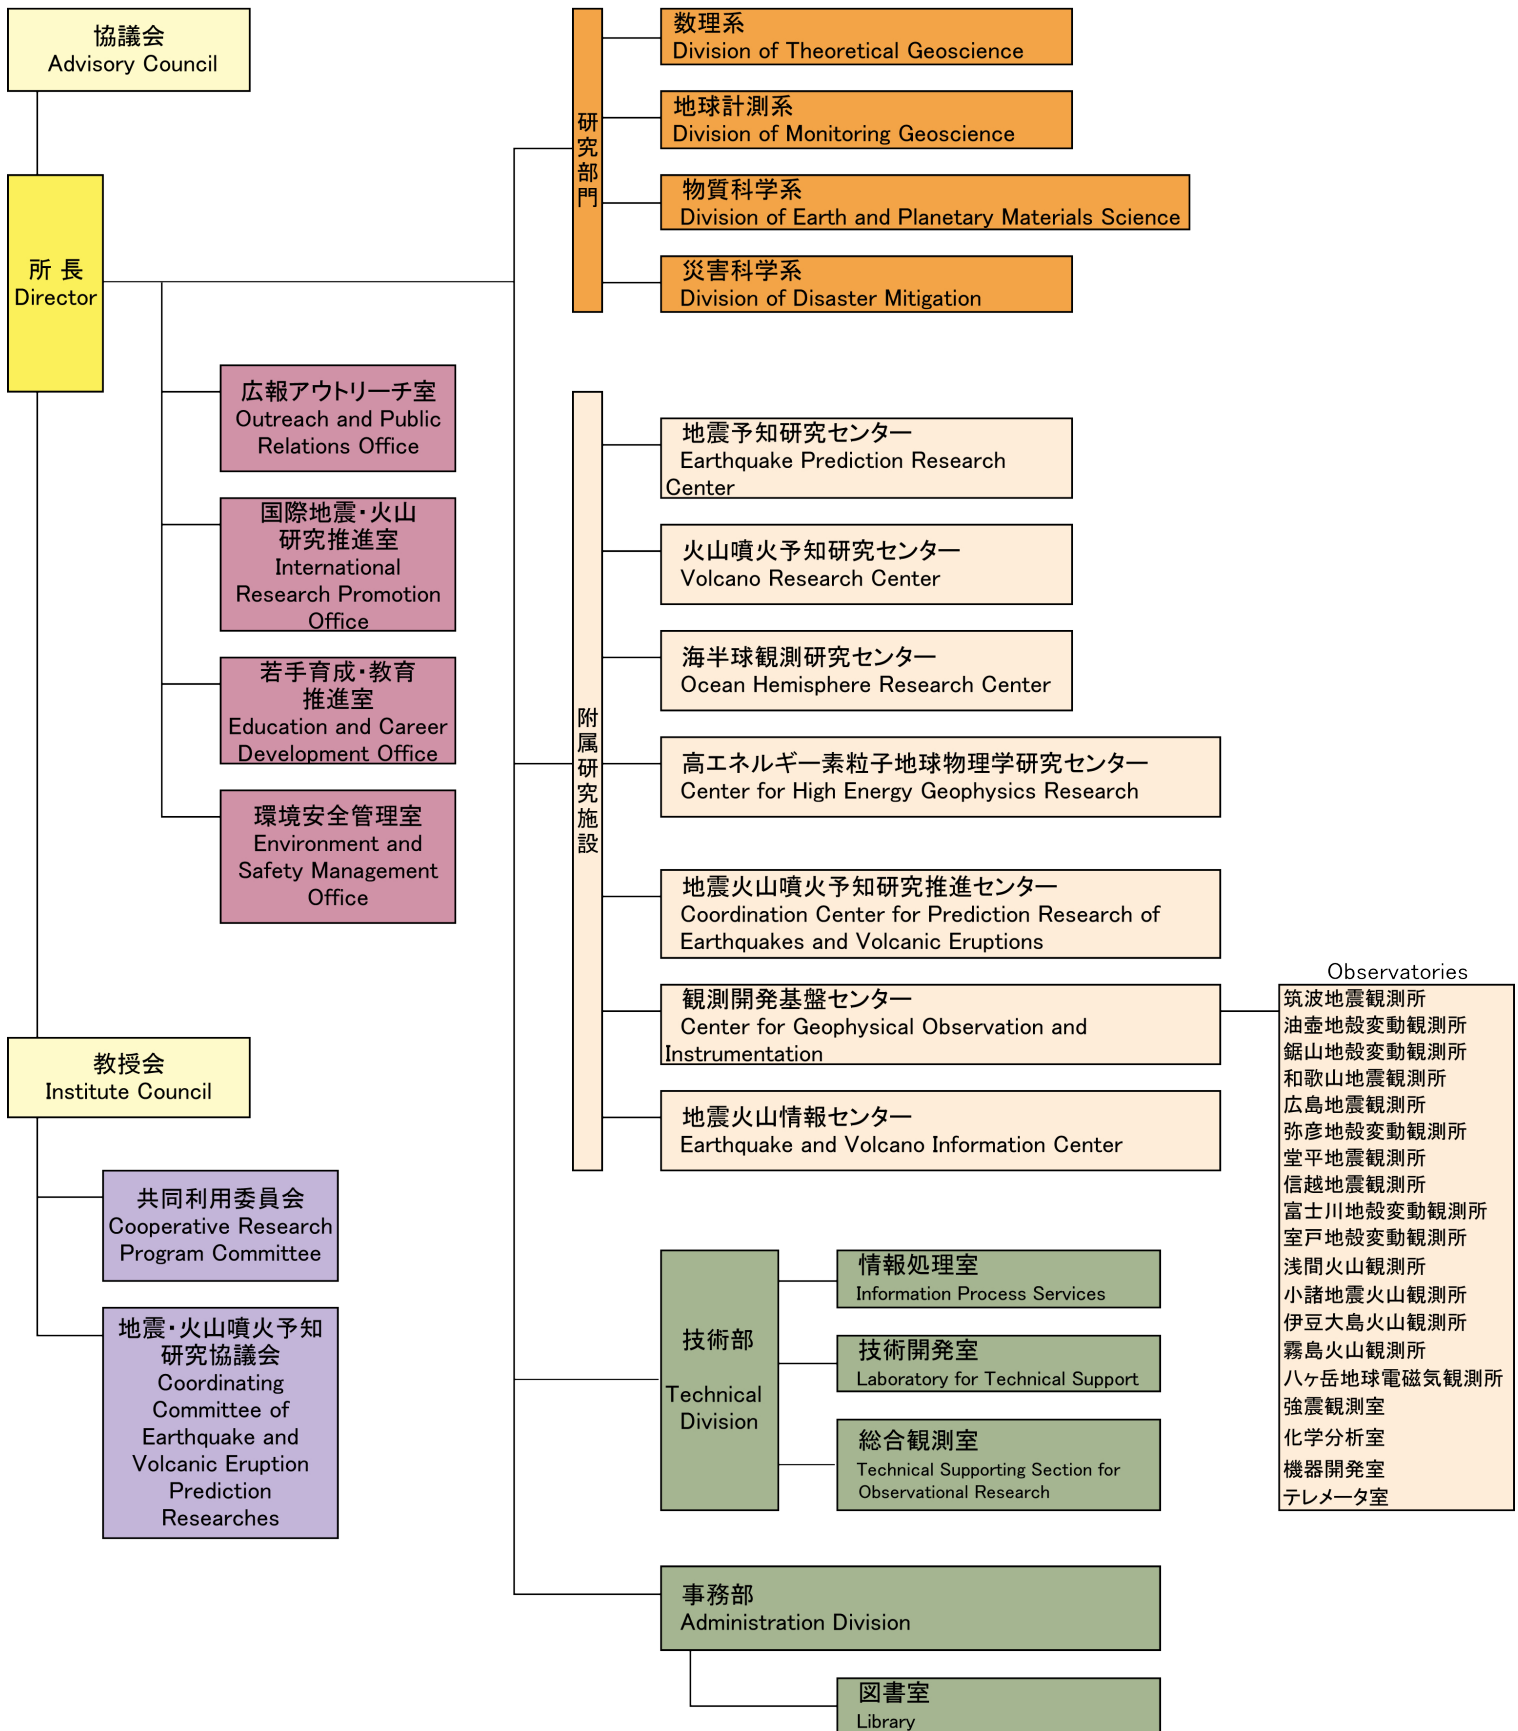 協議会
Advisory Council
所 長
Director
広報アウトリーチ室
Outreach and Public
Relations Office
国際地震・火山
研究推進室
International
Research Promotion
Office
若手育成・教育
推進室
Education and Career
Development Office
環境安全管理室
Environment and
Safety Management
Office
教授会
Institute Council
共同利用委員会
Cooperative Research
Program Committee
地震・火山噴火予知
研究協議会
Coordinating
Committee of
Earthquake and
Volcanic Eruption
Prediction
Researches
研究部門
数理系
Division of Theoretical Geoscience
地球計測系
Division of Monitoring Geoscience
物質科学系
Division of Earth and Planetary Materials Science
災害科学系
Division of Disaster Mitigation
附属研究施設
地震予知研究センター
Earthquake Prediction Research
Center
火山噴火予知研究センター
Volcano Research Center
海半球観測研究センター
Ocean Hemisphere Research Center
高エネルギー素粒子地球物理学研究センター
Center for High Energy Geophysics Research
地震火山噴火予知研究推進センター
Coordination Center for Prediction Research of
Earthquakes and Volcanic Eruptions
観測開発基盤センター
Center for Geophysical Observation and
Instrumentation
地震火山情報センター
Earthquake and Volcano Information Center
Observatories
筑波地震観測所
油壺地殻変動観測所
鋸山地殻変動観測所
和歌山地震観測所
広島地震観測所
弥彦地殻変動観測所
堂平地震観測所
信越地震観測所
富士川地殻変動観測所
室戸地殻変動観測所
浅間火山観測所
小諸地震火山観測所
伊豆大島火山観測所
霧島火山観測所
八ヶ岳地球電磁気観測所
強震観測室
化学分析室
機器開発室
テレメータ室
技術部
Technical
Division
情報処理室
Information Process Services
技術開発室
Laboratory for Technical Support
総合観測室
Technical Supporting Section for
Observational Research
事務部
Administration Division
図書室
Library